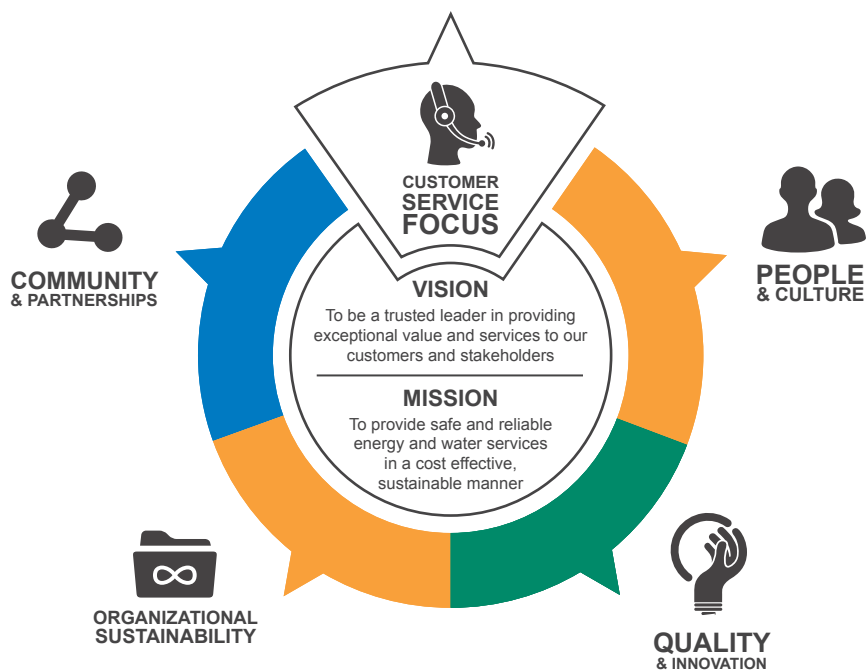 CUSTOMER
SERVICE
FOCUS
COMMUNITY
& PARTNERSHIPS
PEOPLE
& CULTURE
VISION
To be a trusted leader in providing
exceptional value and services to our
customers and stakeholders
MISSION
To provide safe and reliable
energy and water services
in a cost effective,
sustainable manner
ORGANIZATIONAL
SUSTAINABILITY
QUALITY
& INNOVATION